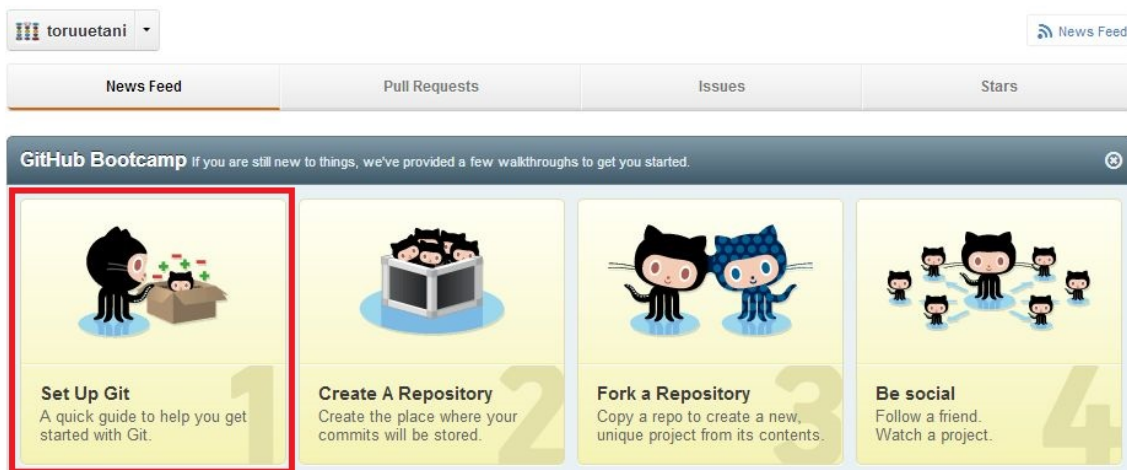 toruuetani
News Feed
News Feed
Pull Requests
Issues
Stars
GitHub Bootcamp If you are still new to things, we've provided a few walkthroughs to get you started.
1
Set Up Git
A quick guide to help you get
started with Git.
2
Create A Repository
Create the place where your
commits will be stored.
3
Fork a Repository
Copy a repo to create a new,
unique project from its contents.
4
Be social
Follow a friend.
Watch a project.